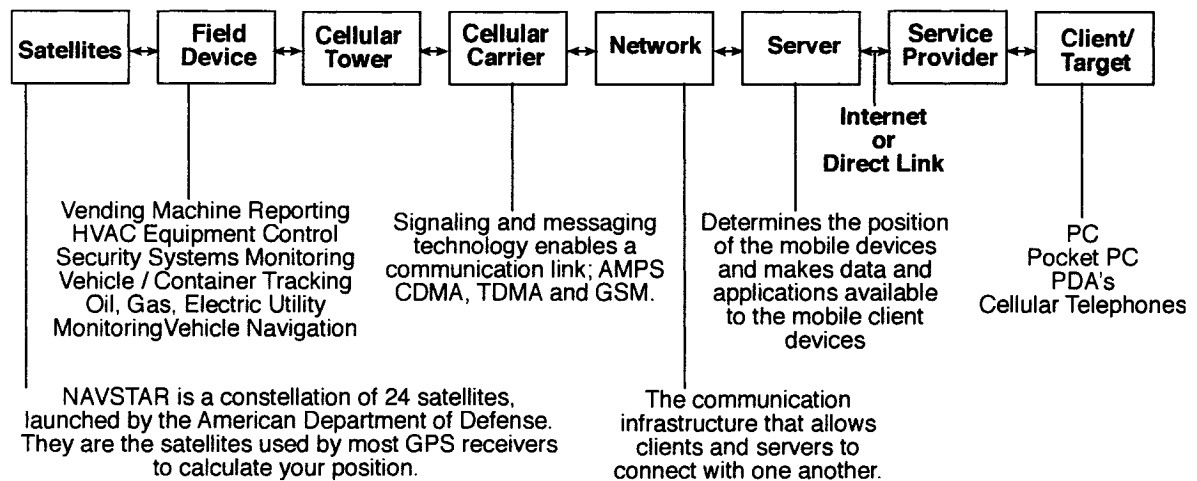 Satellites
Field
Device
Cellular
Tower
Cellular
Carrier
Network
Server
Service
Provider
Client/
Target
Internet
or
Direct Link
Vending Machine Reporting
HVAC Equipment Control
Security Systems Monitoring
Vehicle / Container Tracking
Oil, Gas, Electric Utility
MonitoringVehicle Navigation
Signaling and messaging
technology enables a
communication link; AMPS
CDMA, TDMA and GSM.
Determines the position
of the mobile devices
and makes data and
applications available
to the mobile client
devices
PC
Pocket PC
PDA's
Cellular Telephones
NAVSTAR is a constellation of 24 satellites,
launched by the American Department of Defense.
They are the satellites used by most GPS receivers
to calculate your position.
The communication
infrastructure that allows
clients and servers to
connect with one another.